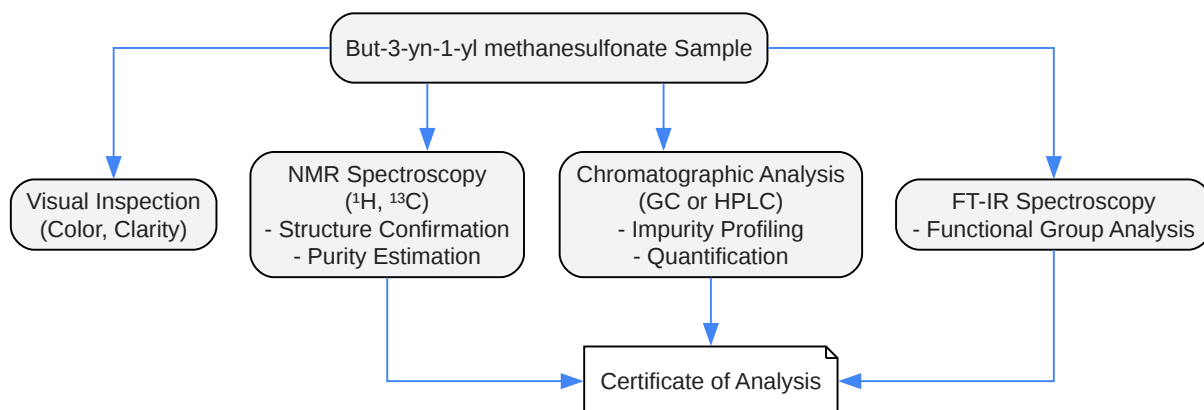 But-3-yn-1-yl methanesulfonate Sample
Visual Inspection
(Color, Clarity)
NMR Spectroscopy
(¹H, ¹³C)
- Structure Confirmation
- Purity Estimation
Chromatographic Analysis
(GC or HPLC)
- Impurity Profiling
- Quantification
FT-IR Spectroscopy
- Functional Group Analysis
Certificate of Analysis